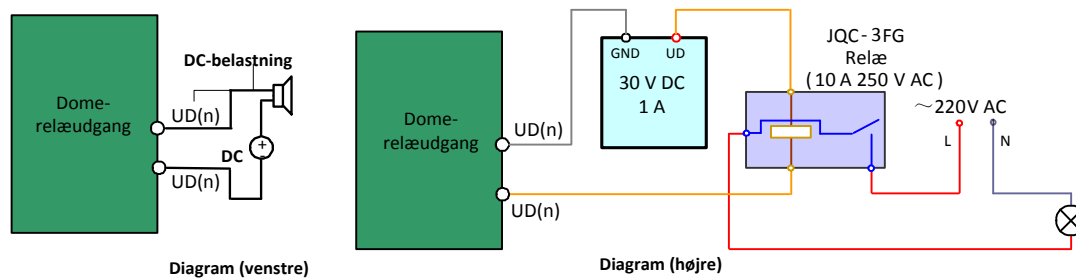 Dome-
relæudgang
DC-belastning
UD(n)
DC
+
-
UD(n)
Diagram (venstre)
Dome-
relæudgang
UD(n)
UD(n)
GND
UD
30 V DC
1 A
JQC-3FG
Relæ
(10 A 250 V AC)
~220V AC
L
N
Diagram (højre)